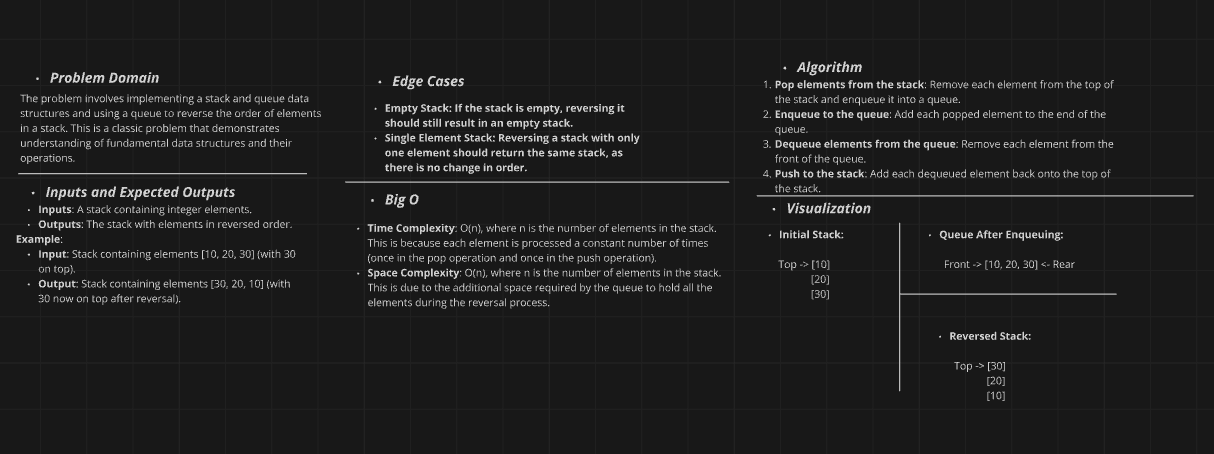 • Problem Domain
The problem involves implementing a stack and queue data
structures and using a queue to reverse the order of elements
in a stack. This is a classic problem that demonstrates
understanding of fundamental data structures and their
operations.
• Inputs and Expected Outputs
• Inputs: A stack containing integer elements.
• Outputs: The stack with elements in reversed order.
Example:
• Input: Stack containing elements [10, 20, 30] (with 30
on top).
• Output: Stack containing elements [30, 20, 10] (with
30 now on top after reversal).
• Edge Cases
• Empty Stack: If the stack is empty, reversing it
should still result in an empty stack.
• Single Element Stack: Reversing a stack with only
one element should return the same stack, as
there is no change in order.
• Big O
• Time Complexity: O(n), where n is the number of elements in the stack.
This is because each element is processed a constant number of times
(once in the pop operation and once in the push operation).
• Space Complexity: O(n), where n is the number of elements in the stack.
This is due to the additional space required by the queue to hold all the
elements during the reversal process.
• Algorithm
1. Pop elements from the stack: Remove each element from the top of
the stack and enqueue it into a queue.
2. Enqueue to the queue: Add each popped element to the end of the
queue.
3. Dequeue elements from the queue: Remove each element from the
front of the queue.
4. Push to the stack: Add each dequeued element back onto the top of
the stack.
• Visualization
• Initial Stack:
Top -> [10]
[20]
[30]
• Queue After Enqueuing:
Front -> [10, 20, 30] <- Rear
• Reversed Stack:
Top -> [30]
[20]
[10]